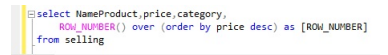 select NameProduct,price,category,
ROW_NUMBER() over (order by price desc) as [ROW_NUMBER]
from selling